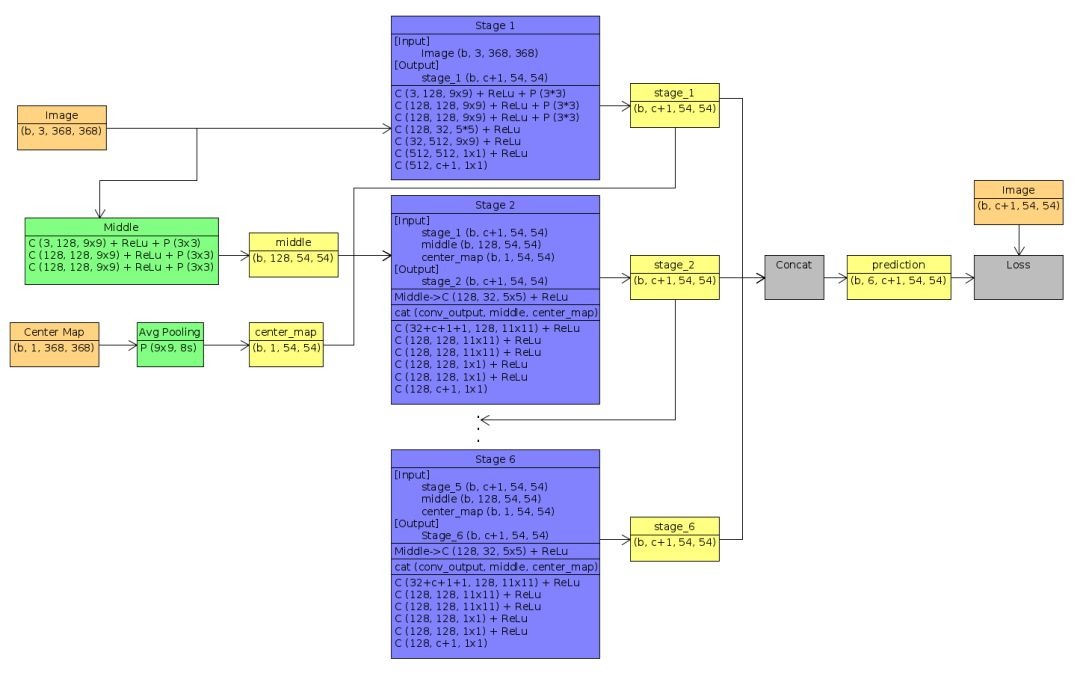 Image
(b, 3, 368, 368)
Middle
C (3, 128, 9x9) + ReLu + P (3x3)
C (128, 128, 9x9) + ReLu + P (3x3)
C (128, 128, 9x9) + ReLu + P (3x3)
middle
(b, 128, 54, 54)
Center Map
(b, 1, 368, 368)
Avg Pooling
P (9x9, 8s)
center_map
(b, 1, 54, 54)
Stage 1
[Input]
Image (b, 3, 368, 368)
[Output]
stage_1 (b, c+1, 54, 54)
C (3, 128, 9x9) + ReLu + P (3*3)
C (128, 128, 9x9) + ReLu + P (3*3)
C (128, 128, 9x9) + ReLu + P (3*3)
C (128, 32, 5*5) + ReLu
C (32, 512, 9x9) + ReLu
C (512, 512, 1x1) + ReLu
C (512, c+1, 1x1)
stage_1
(b, c+1, 54, 54)
Stage 2
[Input]
stage_1 (b, c+1, 54, 54)
middle (b, 128, 54, 54)
center_map (b, 1, 54, 54)
[Output]
stage_2 (b, c+1, 54, 54)
Middle->C (128, 32, 5x5) + ReLu
cat (conv_output, middle, center_map)
C (32+c+1+1, 128, 11x11) + ReLu
C (128, 128, 11x11) + ReLu
C (128, 128, 11x11) + ReLu
C (128, 128, 1x1) + ReLu
C (128, 128, 1x1) + ReLu
C (128, c+1, 1x1)
stage_2
(b, c+1, 54, 54)
.
.
.
Stage 6
[Input]
stage_5 (b, c+1, 54, 54)
middle (b, 128, 54, 54)
center_map (b, 1, 54, 54)
[Output]
Stage_6 (b, c+1, 54, 54)
Middle->C (128, 32, 5x5) + ReLu
cat (conv_output, middle, center_map)
C (32+c+1+1, 128, 11x11) + ReLu
C (128, 128, 11x11) + ReLu
C (128, 128, 11x11) + ReLu
C (128, 128, 1x1) + ReLu
C (128, 128, 1x1) + ReLu
C (128, c+1, 1x1)
stage_6
(b, c+1, 54, 54)
Concat
prediction
(b, 6, c+1, 54, 54)
Image
(b, c+1, 54, 54)
Loss